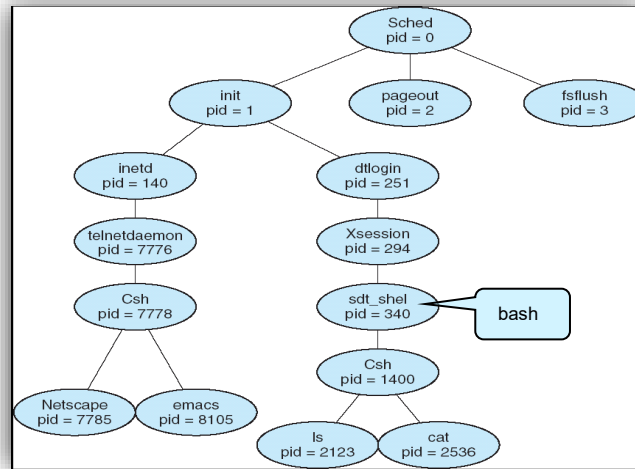 Sched
pid = 0
init
pid = 1
pageout
pid = 2
fsflush
pid = 3
inetd
pid = 140
dtlogin
pid = 251
telnetdaemon
pid = 7776
Xsession
pid = 294
Csh
pid = 7778
sdt_shel
pid = 340
bash
Csh
pid = 1400
Netscape
pid = 7785
emacs
pid = 8105
ls
pid = 2123
cat
pid = 2536